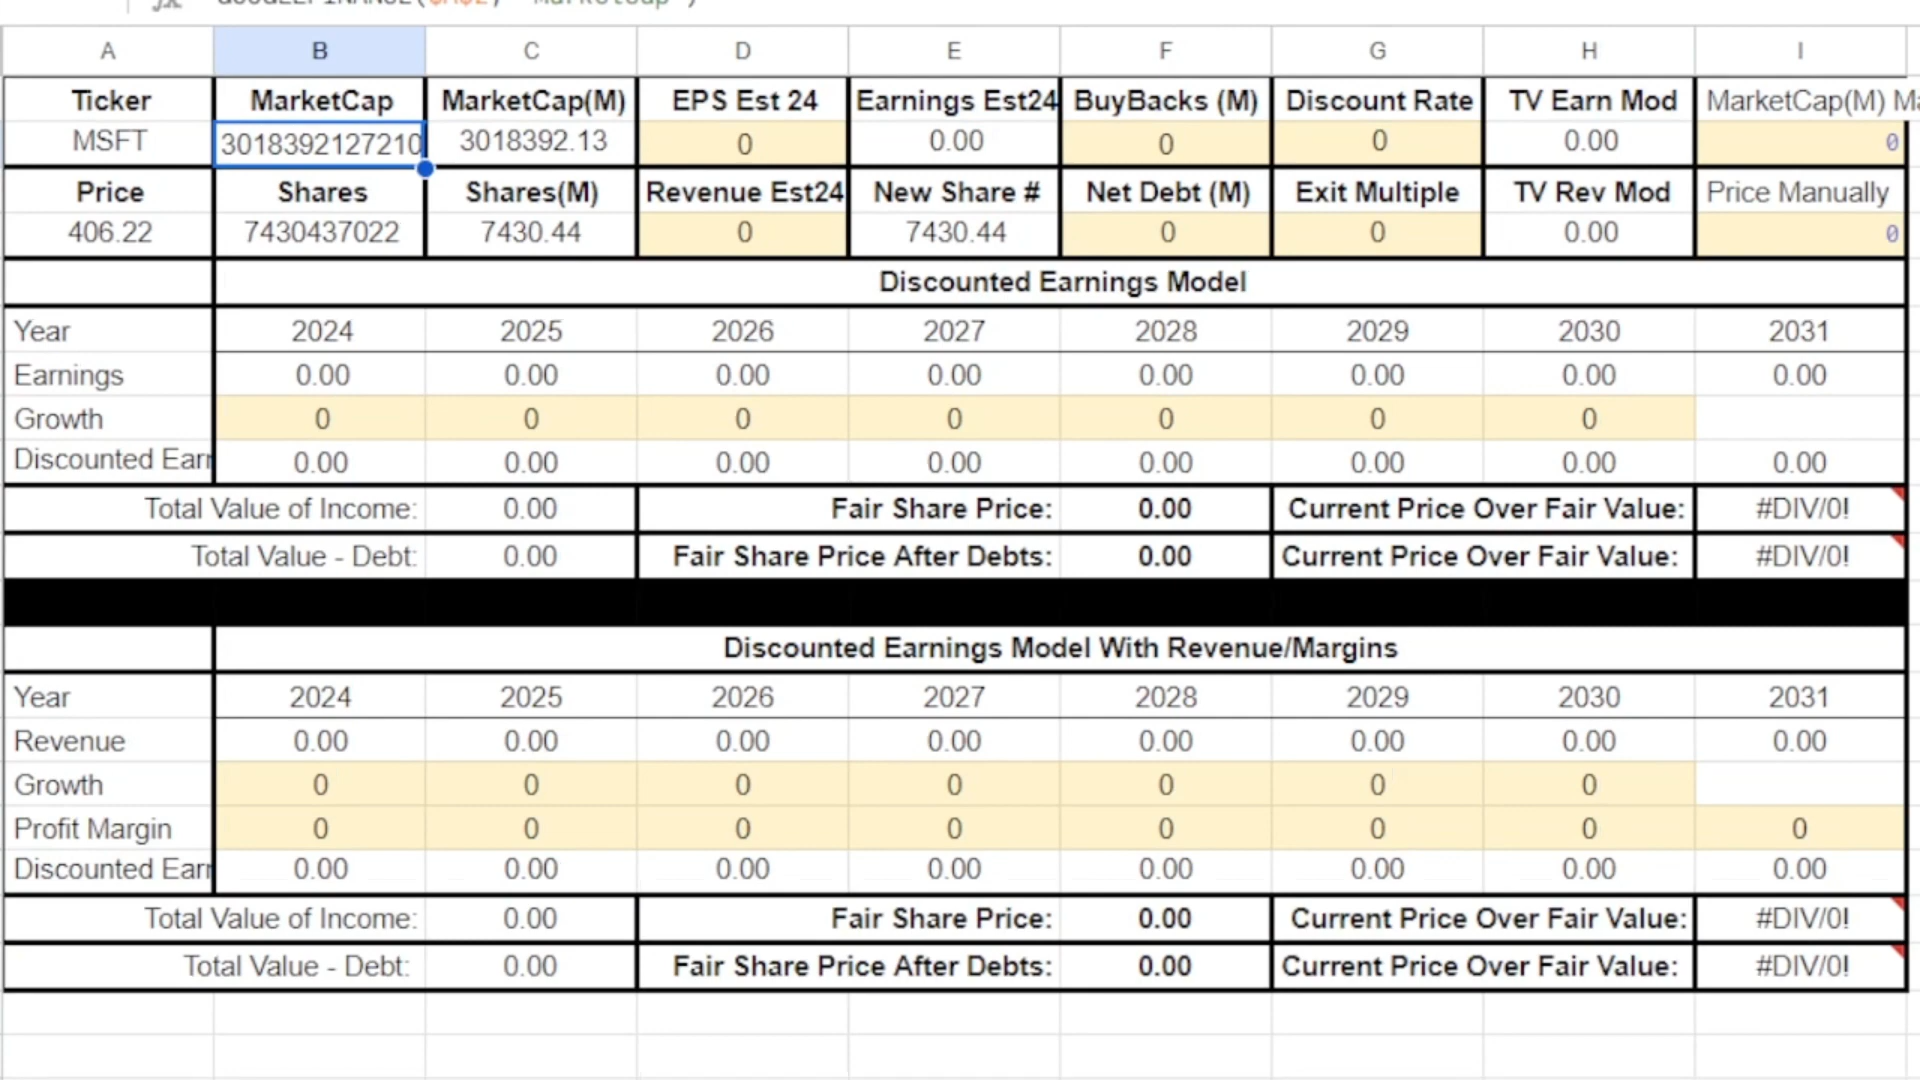 A B C D E F G H I
Ticker MarketCap MarketCap(M) EPS Est 24 Earnings Est24 BuyBacks (M) Discount Rate TV Earn Mod MarketCap(M)
MSFT 3018392127210 3018392.13 0 0.00 0 0 0.00 0
Price Shares Shares(M) Revenue Est24 New Share # Net Debt (M) Exit Multiple TV Rev Mod Price Manually
406.22 7430437022 7430.44 0 7430.44 0 0 0.00 0
Discounted Earnings Model
Year 2024 2025 2026 2027 2028 2029 2030 2031
Earnings 0.00 0.00 0.00 0.00 0.00 0.00 0.00 0.00
Growth 0 0 0 0 0 0 0
Discounted Earr 0.00 0.00 0.00 0.00 0.00 0.00 0.00 0.00
Total Value of Income: 0.00 Fair Share Price: 0.00 Current Price Over Fair Value: #DIV/0!
Total Value - Debt: 0.00 Fair Share Price After Debts: 0.00 Current Price Over Fair Value: #DIV/0!
Discounted Earnings Model With Revenue/Margins
Year 2024 2025 2026 2027 2028 2029 2030 2031
Revenue 0.00 0.00 0.00 0.00 0.00 0.00 0.00 0.00
Growth 0 0 0 0 0 0 0
Profit Margin 0 0 0 0 0 0 0 0
Discounted Earr 0.00 0.00 0.00 0.00 0.00 0.00 0.00 0.00
Total Value of Income: 0.00 Fair Share Price: 0.00 Current Price Over Fair Value: #DIV/0!
Total Value - Debt: 0.00 Fair Share Price After Debts: 0.00 Current Price Over Fair Value: #DIV/0!